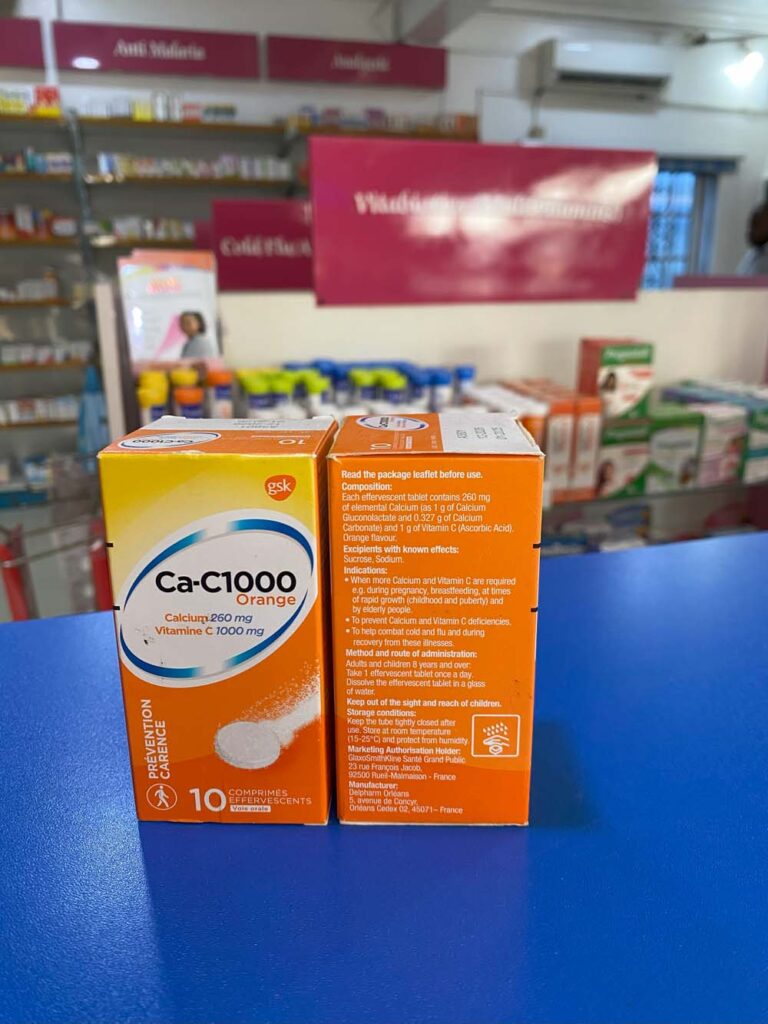 Anti Malaria
Cold Flu
Ca-C1000
10
gsk
Ca-C1000
Orange
Calcium 260 mg
Vitamine C 1000 mg
PRÉVENTION
CARENCE
10 COMPRIMÉS
EFFERVESCENTS
Voie orale
Ca-C1000
10
Read the package leaflet before use.
Composition:
Each effervescent tablet contains 260 mg
of elemental Calcium (as 1 g of Calcium
Gluconolactate and 0.327 g of Calcium
Carbonate) and 1 g of Vitamin C (Ascorbic Acid).
Orange flavour.
Excipients with known effects:
Sucrose, Sodium.
Indications:
• When more Calcium and Vitamin C are required
e.g. during pregnancy, breastfeeding, at times
of rapid growth (childhood and puberty) and
by elderly people.
• To prevent Calcium and Vitamin C deficiencies.
• To help combat cold and flu and during
recovery from these illnesses.
Method and route of administration:
Adults and children 8 years and over:
Take 1 effervescent tablet once a day.
Dissolve the effervescent tablet in a glass
of water.
Keep out of the sight and reach of children.
Storage conditions:
Keep the tube tightly closed after
use. Store at room temperature
(15-25°C) and protect from humidity.
Marketing Authorisation Holder:
GlaxoSmithKline Santé Grand Public
23 rue François Jacob,
92500 Rueil-Malmaison - France
Manufacturer:
Delpharm Orléans
5, avenue de Concyr,
Orléans Cedex 02, 45071– France